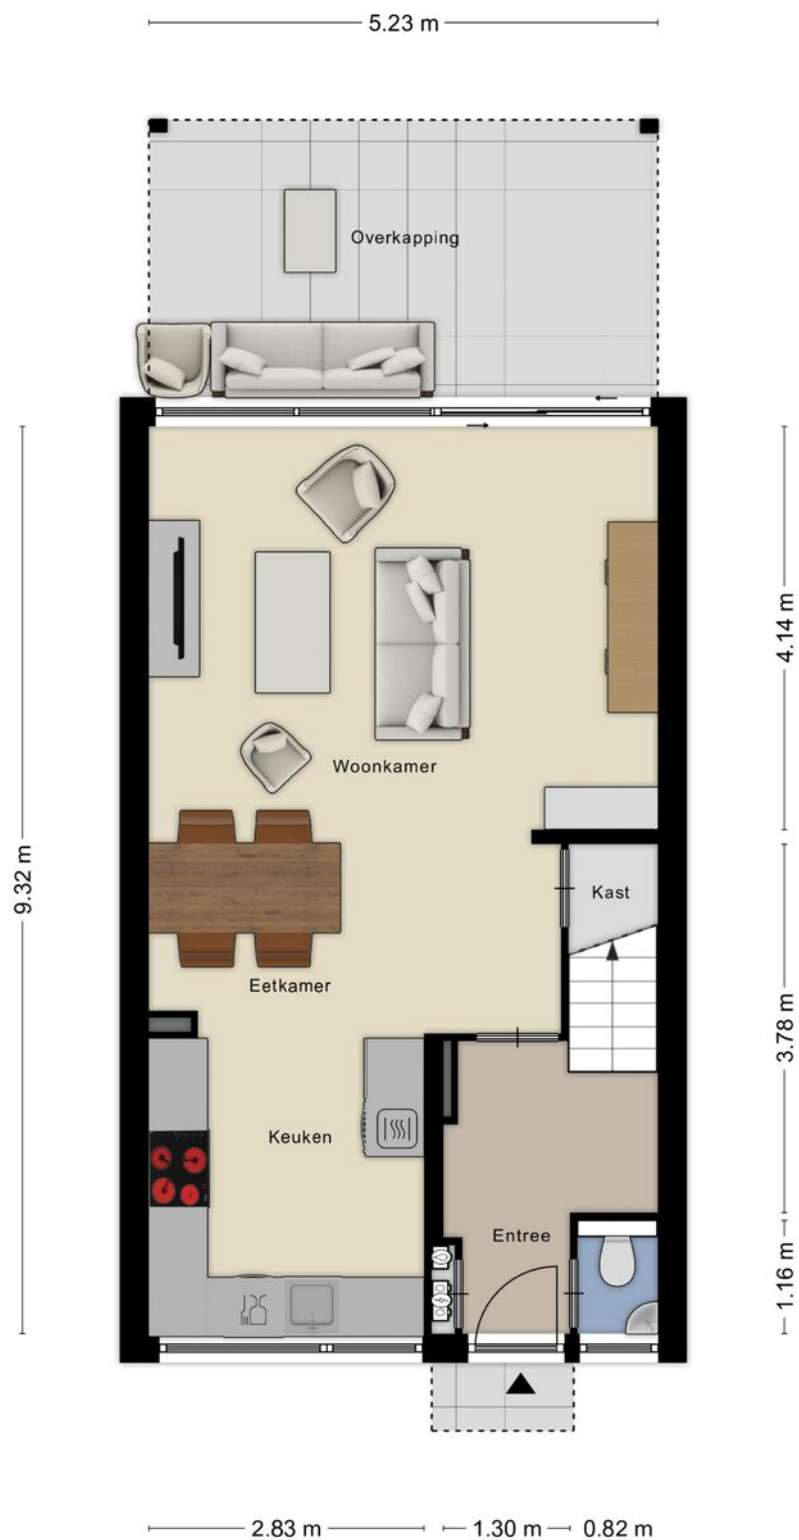 5.23 m
Overkapping
4.14 m
Woonkamer
9.32 m
Kast
Eetkamer
3.78 m
Keuken
Entree
1.16 m
2.83 m
1.30 m
0.82 m